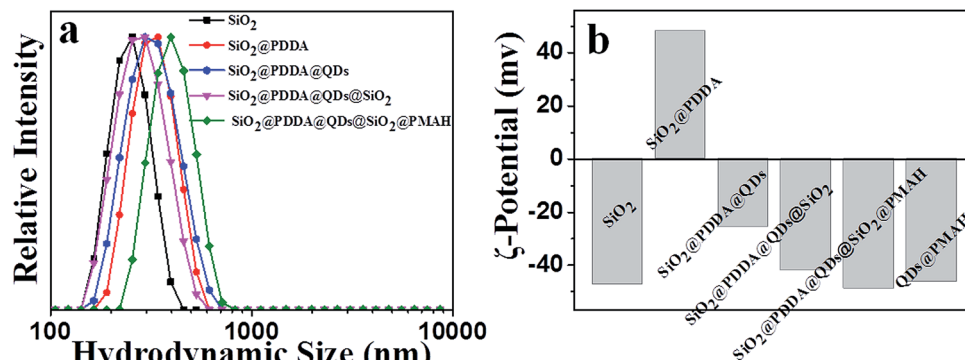 a
SiO2
SiO2@PDDA
SiO2@PDDA@QDs
SiO2@PDDA@QDs@SiO2
SiO2@PDDA@QDs@SiO2@PMAH
Relative Intensity
100
1000
10000
Hydrodynamic Size (nm)
b
ζ-Potential (mv)
40
20
0
-20
-40
SiO2
SiO2@PDDA
SiO2@PDDA@QDs
SiO2@PDDA@QDs@SiO2
SiO2@PDDA@QDs@SiO2@PMAH
QDs@PMAH